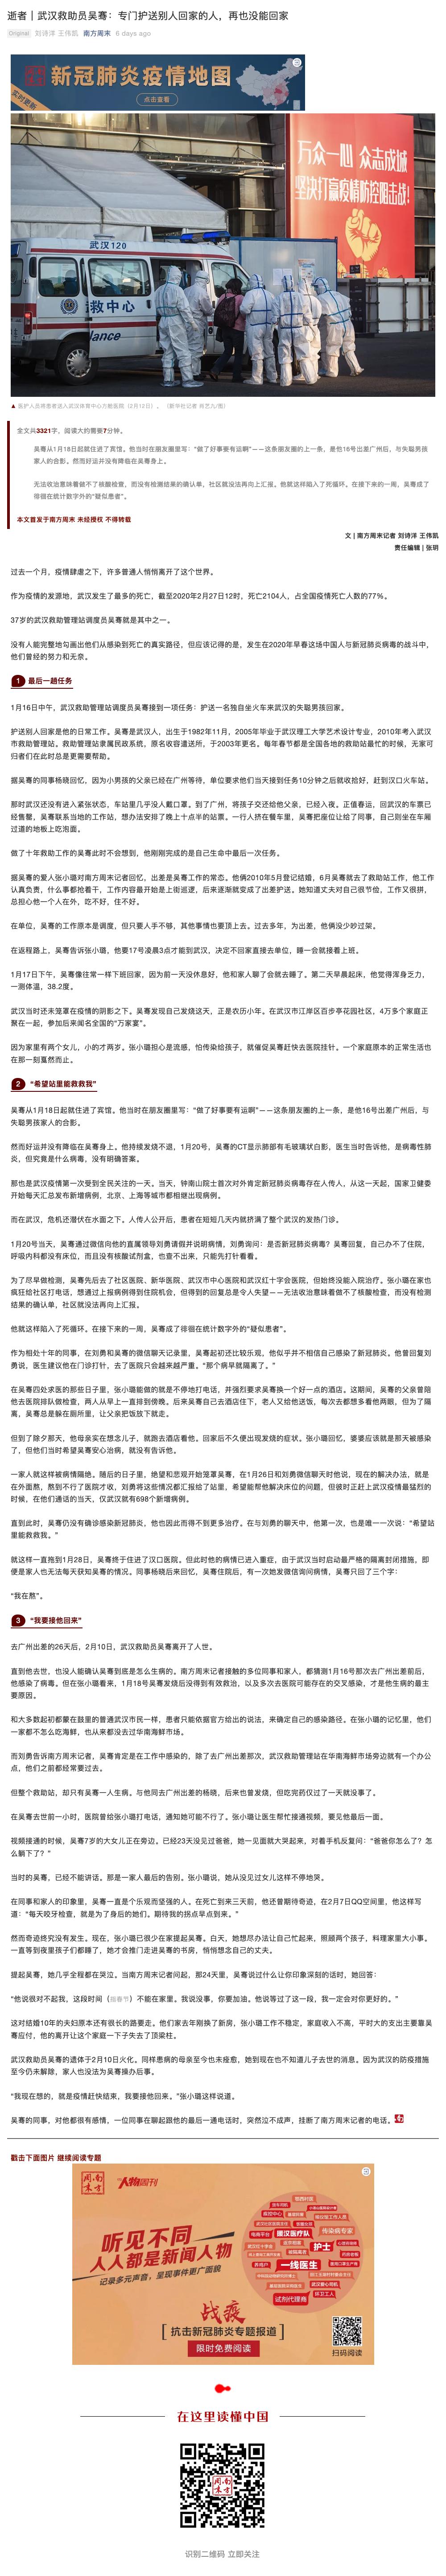 逝者 | 武汉救助员吴骞：专门护送别人回家的人，再也没能回家
Original 刘诗洋 王伟凯 南方周末 6 days ago
新冠肺炎疫情地图
实时更新
点击查看
万众一心 众志成城
坚决打赢疫情防控阻击战！
武汉120
急救中心
ambulance
▲ 医护人员将患者送入武汉体育中心方舱医院（2月12日）。（新华社记者 肖艺九/图）
全文共3321字，阅读大约需要7分钟。
吴骞从1月18日起就住进了宾馆。他当时在朋友圈里写：“做了好事要有运啊”——这条朋友圈的上一条，是他16号出差广州后，与失聪男孩
家人的合影。然而好运并没有降临在吴骞身上。
无法收治意味着做不了核酸检查，而没有检测结果的确认单，社区就没法再向上汇报。他就这样陷入了死循环。在接下来的一周，吴骞成了
徘徊在统计数字外的“疑似患者”。
本文首发于南方周末 未经授权 不得转载
文 | 南方周末记者 刘诗洋 王伟凯
责任编辑 | 张玥
过去一个月，疫情肆虐之下，许多普通人悄悄离开了这个世界。
作为疫情的发源地，武汉发生了最多的死亡，截至2020年2月27日12时，死亡2104人，占全国疫情死亡人数的77%。
37岁的武汉救助管理站调度员吴骞就是其中之一。
没有人能完整地勾画出他们从感染到死亡的真实路径，但应该记得的是，发生在2020年早春这场中国人与新冠肺炎病毒的战斗中，
他们曾经的努力和无奈。
1 最后一趟任务
1月16日中午，武汉救助管理站调度员吴骞接到一项任务：护送一名独自坐火车来武汉的失聪男孩回家。
护送别人回家是他的日常工作。吴骞是武汉人，出生于1982年11月，2005年毕业于武汉理工大学艺术设计专业，2010年考入武汉
市救助管理站。救助管理站隶属民政系统，原名收容遣送所，于2003年更名。每年春节都是全国各地的救助站最忙的时候，无家可
归者们在此时总是更需要帮助。
据吴骞的同事杨晓回忆，因为小男孩的父亲已经在广州等待，单位要求他们当天接到任务10分钟之后就收拾好，赶到汉口火车站。
那时武汉还没有进入紧张状态，车站里几乎没人戴口罩。到了广州，将孩子交还给他父亲，已经入夜。正值春运，回武汉的车票已
经售罄，吴骞联系当地的工作站，想办法安排了晚上十点半的站票。一行人挤在餐车里，吴骞把座位让给了同事，自己则坐在车厢
过道的地板上吃泡面。
做了十年救助工作的吴骞此时不会想到，他刚刚完成的是自己生命中最后一次任务。
据吴骞的爱人张小璐对南方周末记者回忆，出差是吴骞工作的常态。他俩2010年5月登记结婚，6月吴骞就去了救助站工作，他工作
认真负责，什么事都抢着干，工作内容最开始是上街巡逻，后来逐渐就变成了出差护送。她知道丈夫对自己很节俭，工作又很拼，
总担心他一个人在外，吃不好，住不好。
在单位，吴骞的工作原本是调度，但只要人手不够，其他事情也要顶上去。过去多年，为出差，他俩没少吵过架。
在返程路上，吴骞告诉张小璐，他要17号凌晨3点才能到武汉，决定不回家直接去单位，睡一会就接着上班。
1月17日下午，吴骞像往常一样下班回家，因为前一天没休息好，他和家人聊了会就去睡了。第二天早晨起床，他觉得浑身乏力，
一测体温，38.2度。
武汉当时还未笼罩在疫情的阴影之下。吴骞发现自己发烧这天，正是农历小年。在武汉市江岸区百步亭花园社区，4万多个家庭正
聚在一起，参加后来闻名全国的“万家宴”。
因为家里有两个女儿，小的才两岁。张小璐担心是流感，怕传染给孩子，就催促吴骞赶快去医院挂针。一个家庭原本的正常生活也
在那一刻戛然而止。
2 “希望站里能救救我”
吴骞从1月18日起就住进了宾馆。他当时在朋友圈里写：“做了好事要有运啊”——这条朋友圈的上一条，是他16号出差广州后，与
失聪男孩家人的合影。
然而好运并没有降临在吴骞身上。他持续发烧不退，1月20号，吴骞的CT显示肺部有毛玻璃状白影，医生当时告诉他，是病毒性肺
炎，但究竟是什么病毒，没有明确答案。
那也是武汉疫情第一次受到全民关注的一天。当天，钟南山院士首次对外肯定新冠肺炎病毒存在人传人，从这一天起，国家卫健委
开始每天汇总发布新增病例，北京、上海等城市都相继出现病例。
而在武汉，危机还潜伏在水面之下。人传人公开后，患者在短短几天内就挤满了整个武汉的发热门诊。
1月20号当天，吴骞通过微信向他的直属领导刘勇请假并说明病情，刘勇询问：是否新冠肺炎病毒？吴骞回复，自己办不了住院，
呼吸内科都没有床位，而且没有核酸试剂盒，也查不出来，只能先打针看看。
为了尽早做检测，吴骞先后去了社区医院、新华医院、武汉市中心医院和武汉红十字会医院，但始终没能入院治疗。张小璐在家也
疯狂给社区打电话，想通过上报病例得到住院机会，但得到的回复总是令人失望——无法收治意味着做不了核酸检查，而没有检测
结果的确认单，社区就没法再向上汇报。
他就这样陷入了死循环。在接下来的一周，吴骞成了徘徊在统计数字外的“疑似患者”。
作为相处十年的同事，在刘勇和吴骞的微信聊天记录里，吴骞起初还比较乐观，他似乎并不相信自己感染了新冠肺炎。他曾回复刘
勇说，医生建议他在门诊打针，去了医院只会越来越严重。“那个病早就隔离了。”
在吴骞四处求医的那些日子里，张小璐能做的就是不停地打电话，并强烈要求吴骞换一个好一点的酒店。这期间，吴骞的父亲曾陪
他去医院排队做检查，两人从早上一直排到傍晚。后来吴骞自己去酒店住下，老人又给他送饭，每次去都想多看他两眼，但为了隔
离，吴骞总是躲在厕所里，让父亲把饭放下就走。
但到了除夕那天，他母亲实在想念儿子，就跑去酒店看他。回家后不久便出现发烧的症状。张小璐回忆，婆婆应该就是那天被感染
了，但他们当时希望吴骞安心治病，就没有告诉他。
一家人就这样被病情隔绝。随后的日子里，绝望和悲观开始笼罩吴骞，在1月26日和刘勇微信聊天时他说，现在的解决办法，就是
在外面熬，熬到不行了医院才收，刘勇将这些情况都汇报给了站里，希望能帮他解决床位的问题，但彼时正赶上武汉疫情最猛烈的
时候，在他们通话的当天，仅武汉就有698个新增病例。
直到此时，吴骞仍没有确诊感染新冠肺炎，他也因此而得不到更多治疗。在与刘勇的聊天中，他第一次，也是唯一一次说：“希望站
里能救救我。”
就这样一直拖到1月28日，吴骞终于住进了汉口医院。但此时他的病情已进入重症，由于武汉当时启动最严格的隔离封闭措施，即
便是家人也无法每天获知吴骞的情况。同事杨晓后来回忆，吴骞住院后，有一次她发微信询问病情，吴骞只回了三个字：
“我在熬”。
3 “我要接他回来”
去广州出差的26天后，2月10日，武汉救助员吴骞离开了人世。
直到他去世，也没人能确认吴骞到底是怎么生病的。南方周末记者接触的多位同事和家人，都猜测1月16号那次去广州出差前后，
他感染了病毒。但在张小璐看来，1月18号吴骞发烧后没得到有效救治，以及多次去医院可能存在的交叉感染，才是他生病的最主
要原因。
和大多数起初都蒙在鼓里的普通武汉市民一样，患者只能依据官方给出的说法，来确定自己的感染路径。在张小璐的记忆里，他们
一家都不怎么吃海鲜，也从来都没去过华南海鲜市场。
而刘勇告诉南方周末记者，吴骞肯定是在工作中感染的，除了去广州出差那次，武汉救助管理站在华南海鲜市场旁边就有一个办公
点，他们之前都经常要过去。
但整个救助站，却只有吴骞一人生病。与他同去广州出差的杨晓，后来也曾发烧，但吃完药仅过了一天就没事了。
在吴骞去世前一小时，医院曾给张小璐打电话，通知她可能不行了。张小璐让医生帮忙接通视频，要见他最后一面。
视频接通的时候，吴骞7岁的大女儿正在旁边。已经23天没见过爸爸，她一见面就大哭起来，对着手机反复问：“爸爸你怎么了？怎
么躺下了？”
当时的吴骞，已经不能讲话。那是一家人最后的告别。张小璐说，她从没见过女儿这样不停地哭。
在同事和家人的印象里，吴骞一直是个乐观而坚强的人。在死亡到来三天前，他还曾期待奇迹，在2月7日QQ空间里，他这样写
道：“每天咬牙检查，就是为了身后的她们。期待我的拐点早点到来。”
然而奇迹终究没有发生。现在，张小璐已很少在家提起吴骞。白天，她想尽办法让自己忙起来，照顾两个孩子，料理家里大小事。
一直等到夜里孩子们都睡了，她才会推门走进吴骞的书房，悄悄想念自己的丈夫。
提起吴骞，她几乎全程都在哭泣。当南方周末记者问起，那24天里，吴骞说过什么让你印象深刻的话时，她回答：
“他说很对不起我，这段时间（指春节）不能在家里。我说没事，你要加油。他说等过了这一段，我一定会对你更好的。”
这对结婚10年的夫妇原本还有很长的路要走。他们家去年刚换了新房，张小璐工作不稳定，家庭收入不高，平时大的支出主要靠吴
骞应付，他的离开让这个家庭一下子失去了顶梁柱。
武汉救助员吴骞的遗体于2月10日火化。同样患病的母亲至今也未痊愈，她到现在也不知道儿子去世的消息。因为武汉的防疫措施
至今仍未解除，家人也没法为吴骞操办后事。
“我现在想的，就是疫情赶快结束，我要接他回来。”张小璐这样说道。
吴骞的同事，对他都很有感情，一位同事在聊起跟他的最后一通电话时，突然泣不成声，挂断了南方周末记者的电话。
戳击下面图片 继续阅读专题
南方周末
南方人物周刊
听见不同
人人都是新闻人物
记录多元声音，呈现事件更广面貌
战疫
[ 抗击新冠肺炎专题报道 ]
限时免费阅读
援汉医疗队
传染病专家
护士
一线医生
试剂代理商
环卫工人
扫码阅读
在这里读懂中国
南方周末
识别二维码 立即关注